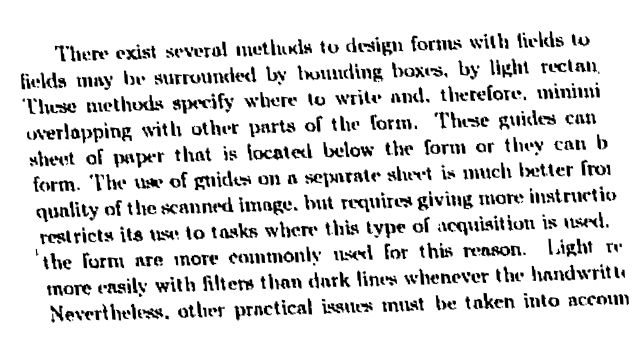 There exist several methods to design forms with fields to
fields may be surrounded by bounding boxes, by light rectan
These methods specify where to write and, therefore, minimi
overlapping with other parts of the form. These guides can
sheet of paper that is located below the form or they can b
form. The use of guides on a separate sheet is much better from
quality of the scanned image, but requires giving more instructio
restricts its use to tasks where this type of acquisition is used.
the form are more commonly used for this reason. Light re
more easily with filters than dark lines whenever the handwritte
Nevertheless, other practical issues must be taken into accoun